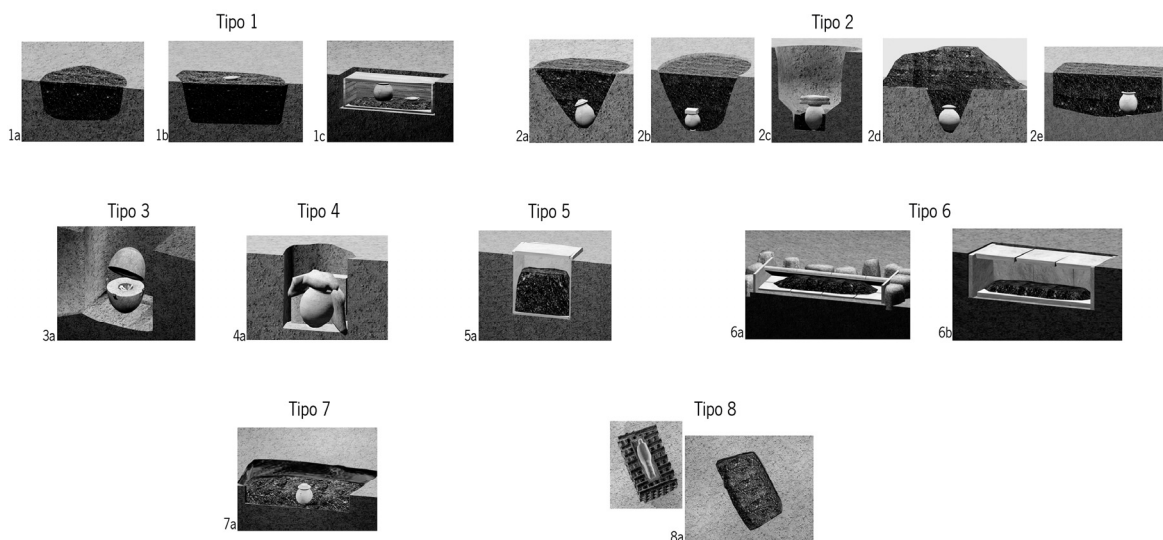 Tipo 1
Tipo 2
1a
1b
1c
2a
2b
2c
2d
2e
Tipo 3
Tipo 4
Tipo 5
Tipo 6
3a
4a
5a
6a
6b
Tipo 7
Tipo 8
7a
8a